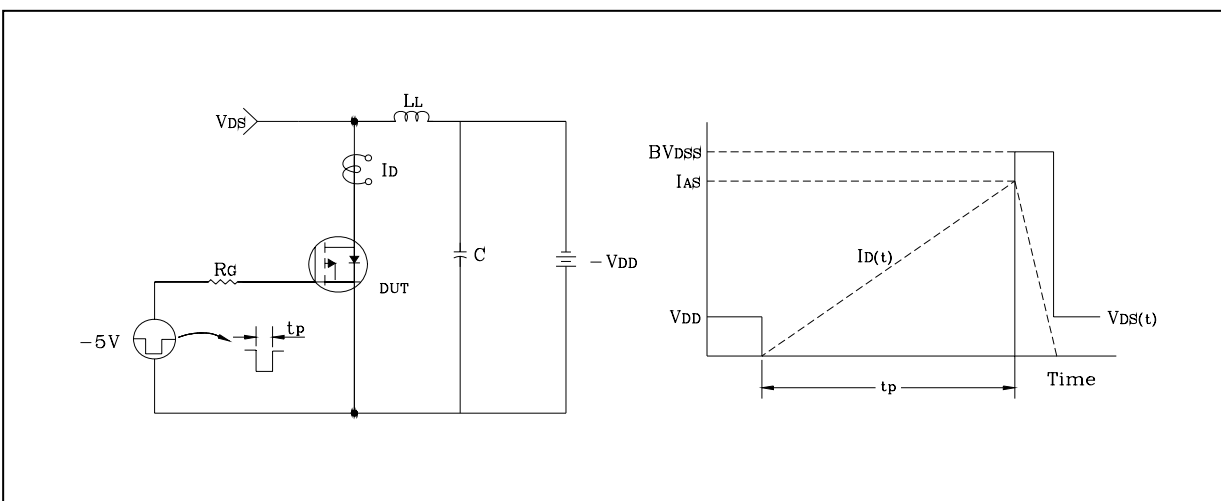 VDS
LL
ID
RG
DUT
C
-VDD
-5V
tp
BVDSS
IAS
ID(t)
VDD
VDS(t)
tp
Time